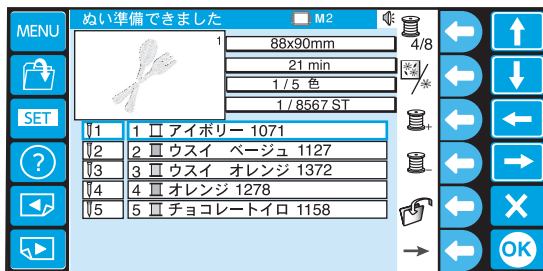 MENU
ぬい準備できました M2
1
88x90mm
4/8
21 min
1/5 色
SET
1/8567 ST
1 1 アイボリー 1071
2 2 ウスイ ベージュ 1127
3 3 ウスイ オレンジ 1372
4 4 オレンジ 1278
5 5 チョコレートイロ 1158
?
OK